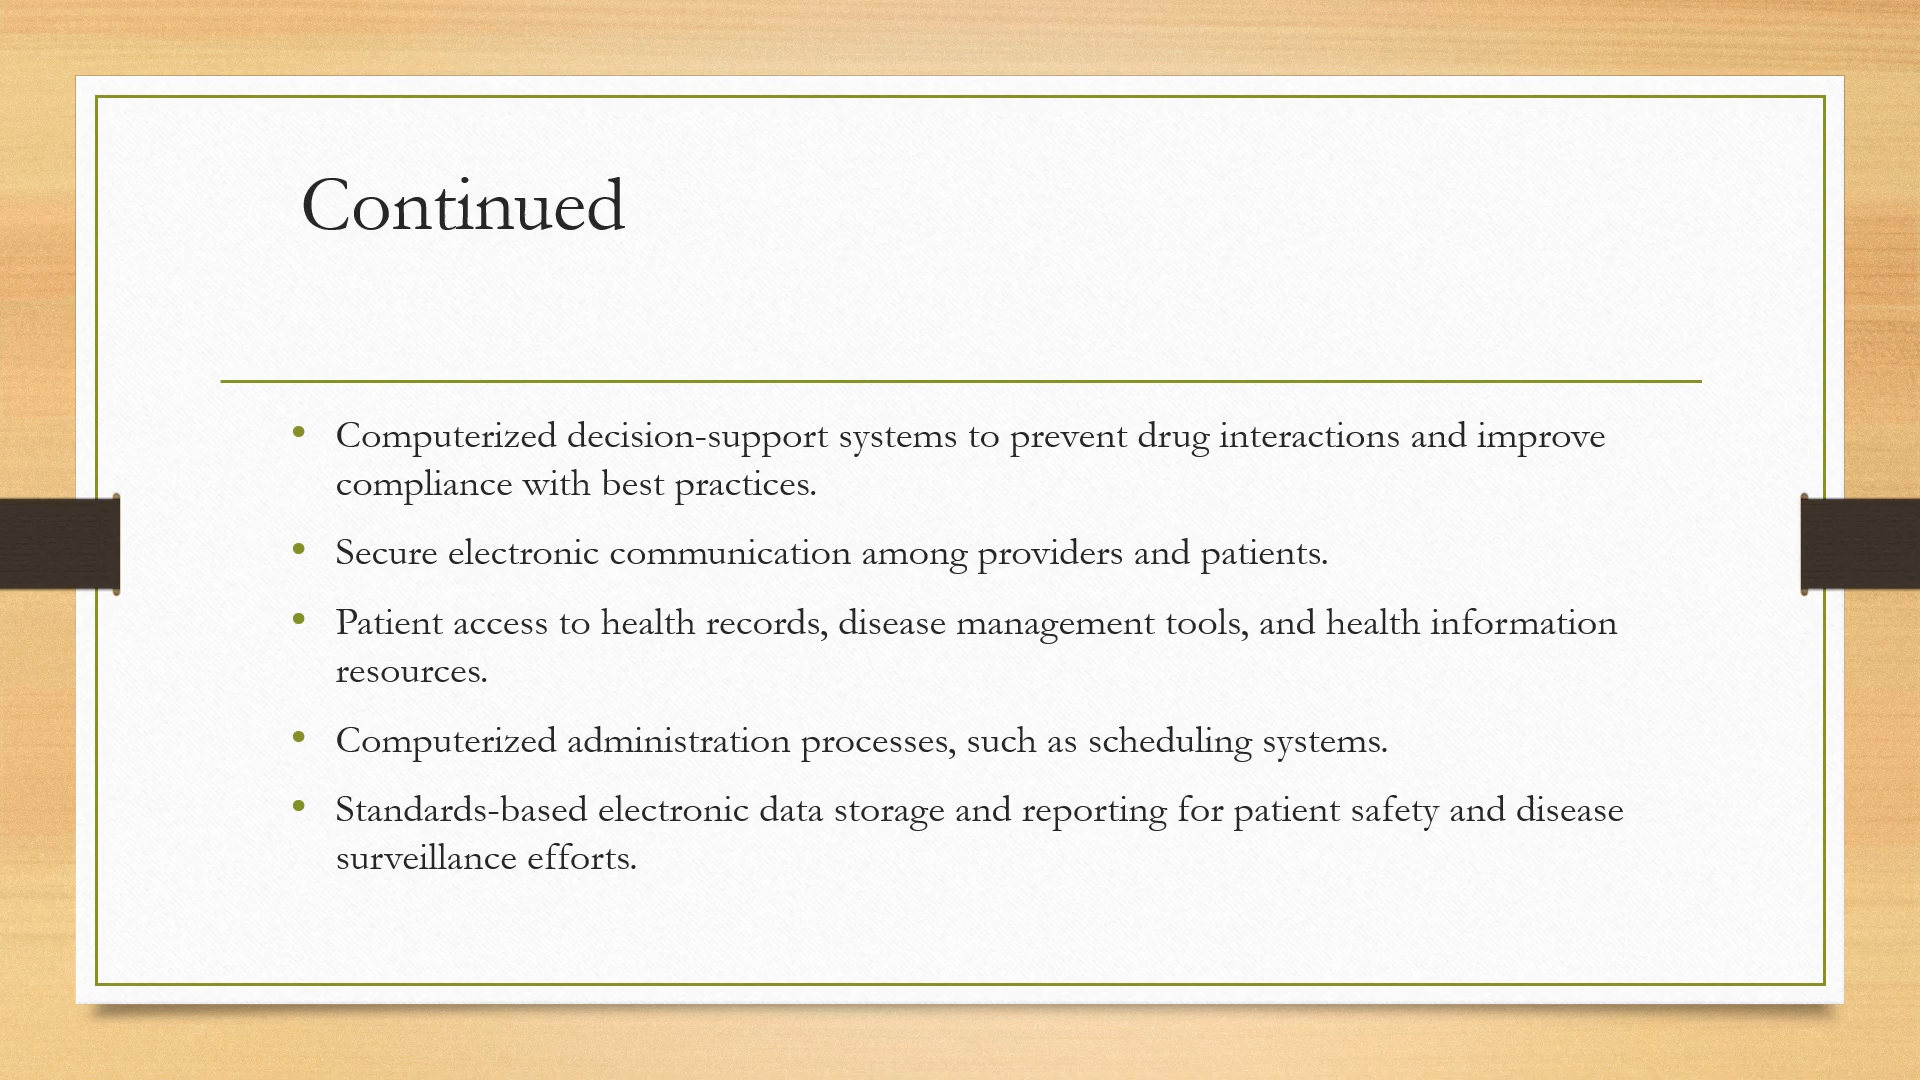 Continued
• Computerized decision-support systems to prevent drug interactions and improve
compliance with best practices.
• Secure electronic communication among providers and patients.
• Patient access to health records, disease management tools, and health information
resources.
• Computerized administration processes, such as scheduling systems.
• Standards-based electronic data storage and reporting for patient safety and disease
surveillance efforts.